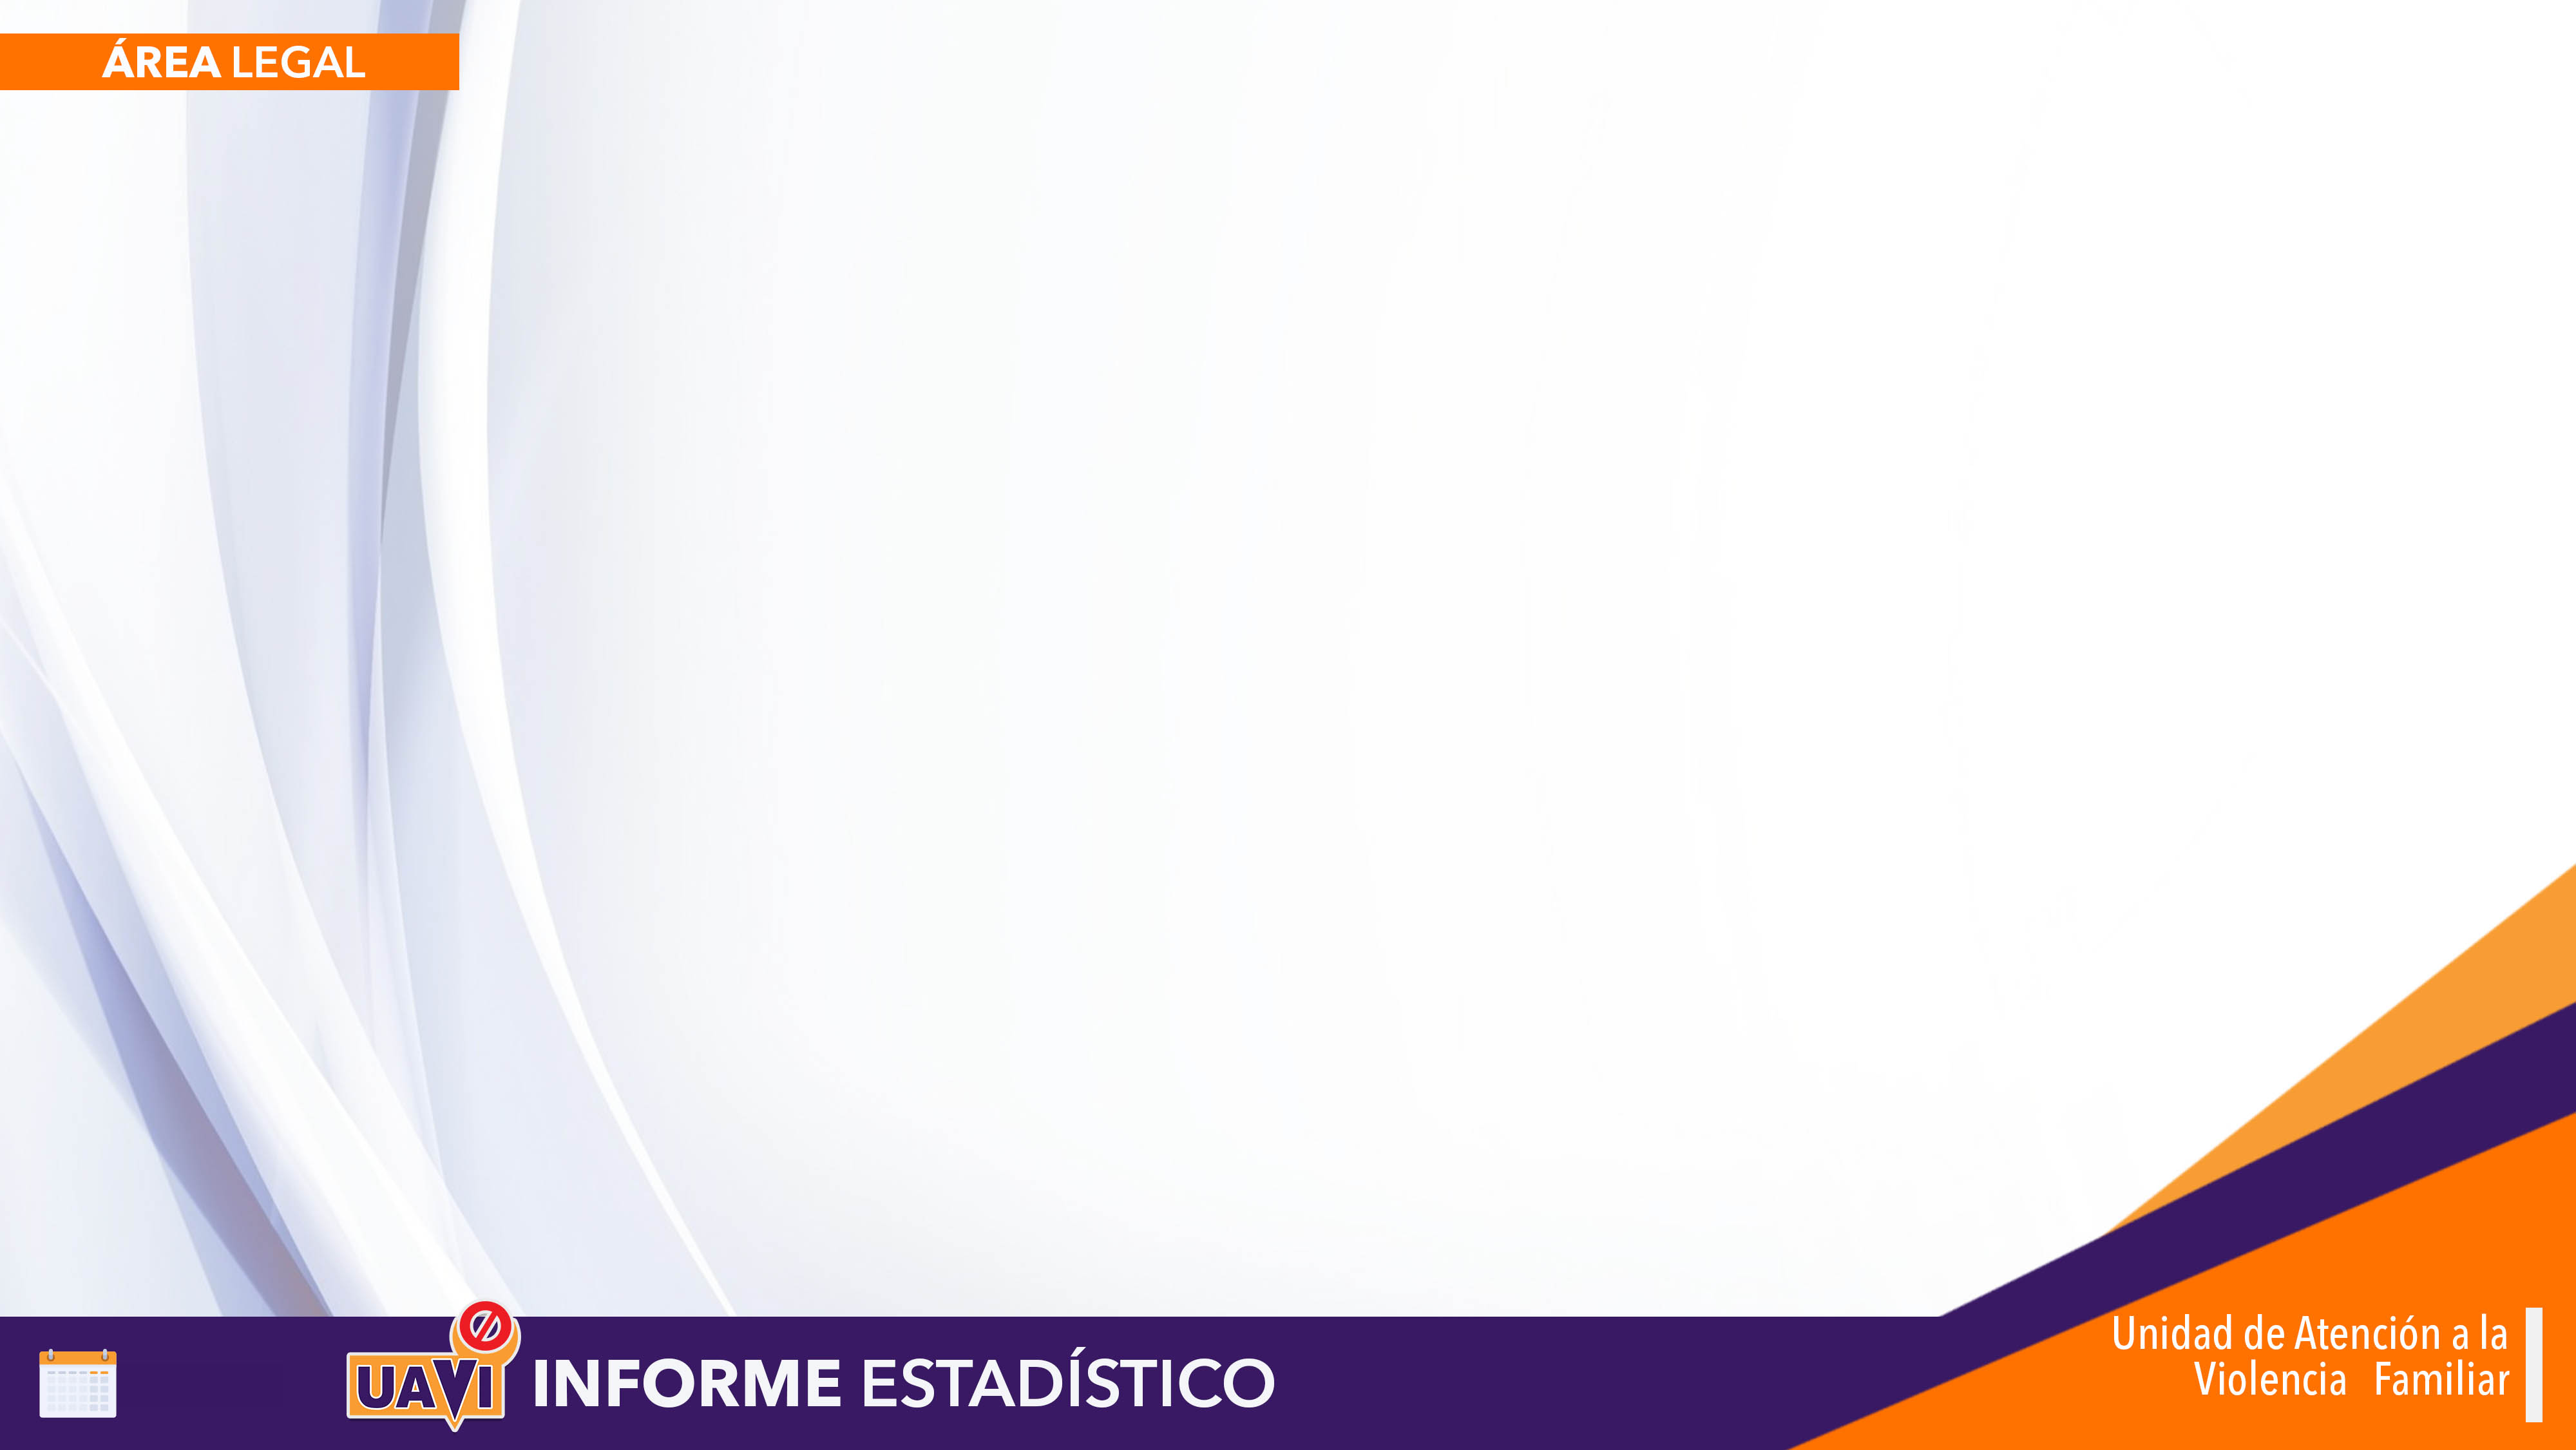 ÁREA LEGAL
UAVI
INFORME ESTADÍSTICO
Unidad de Atención a la
Violencia Familiar